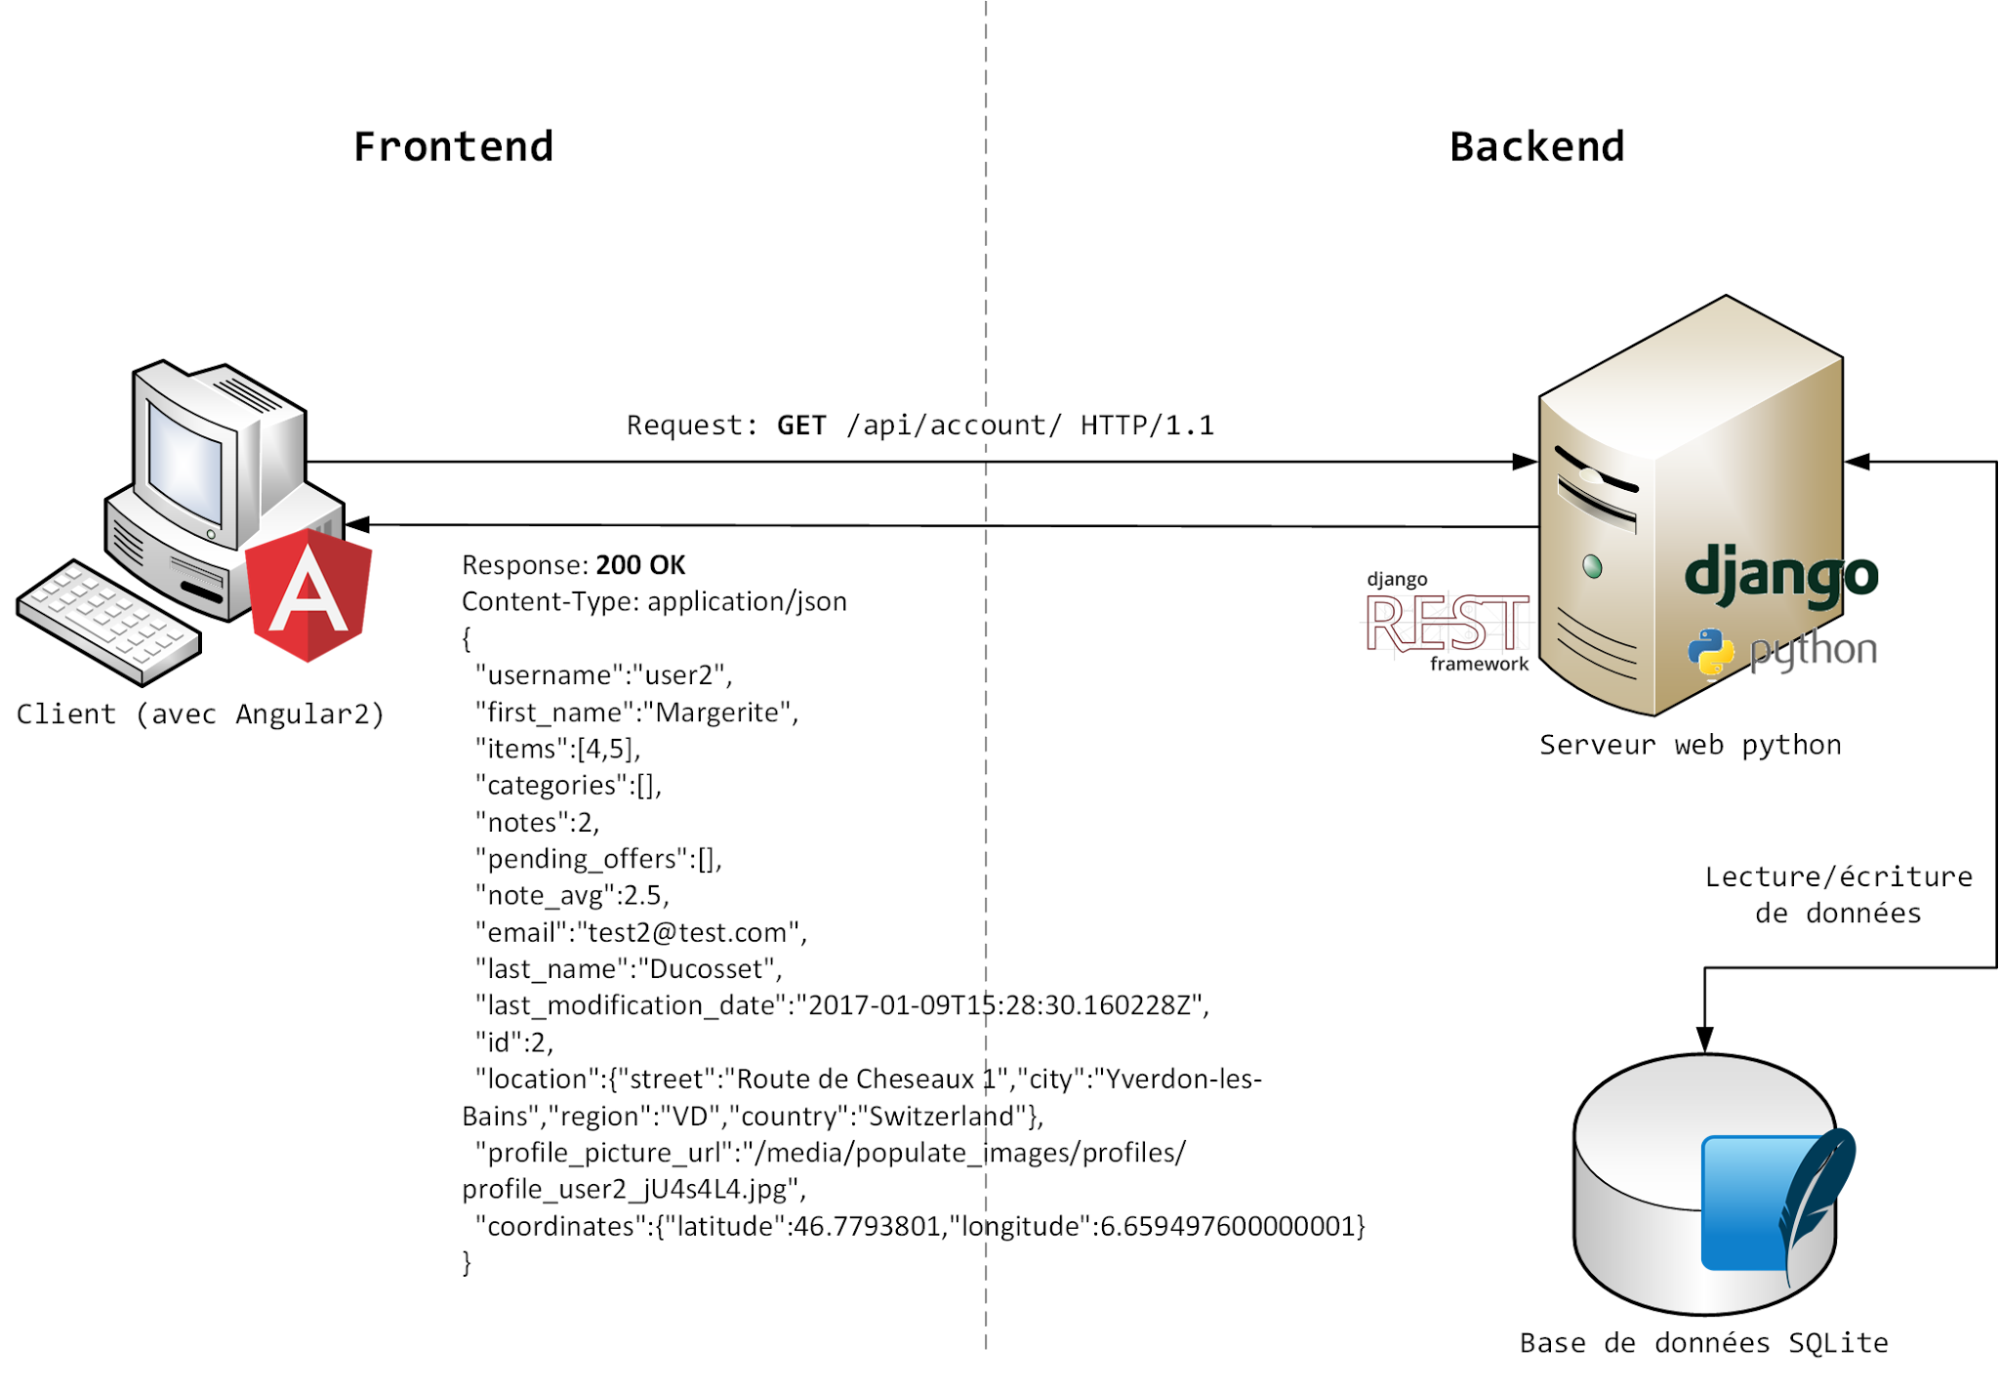 Frontend
Backend
Request: GET /api/account/ HTTP/1.1
Response: 200 OK
Content-Type: application/json
{
"username":"user2",
"first_name":"Margerite",
"items":[4,5],
"categories":[],
"notes":2,
"pending_offers":[],
"note_avg":2.5,
"email":"test2@test.com",
"last_name":"Ducosset",
"last_modification_date":"2017-01-09T15:28:30.160228Z",
"id":2,
"location":{"street":"Route de Cheseaux 1","city":"Yverdon-les-
Bains","region":"VD","country":"Switzerland"},
"profile_picture_url":"/media/populate_images/profiles/
profile_user2_jU4s4L4.jpg",
"coordinates":{"latitude":46.7793801,"longitude":6.659497600000001}
}
A
Client (avec Angular2)
django
REST
framework
django
python
Serveur web python
Lecture/écriture
de données
Base de données SQLite